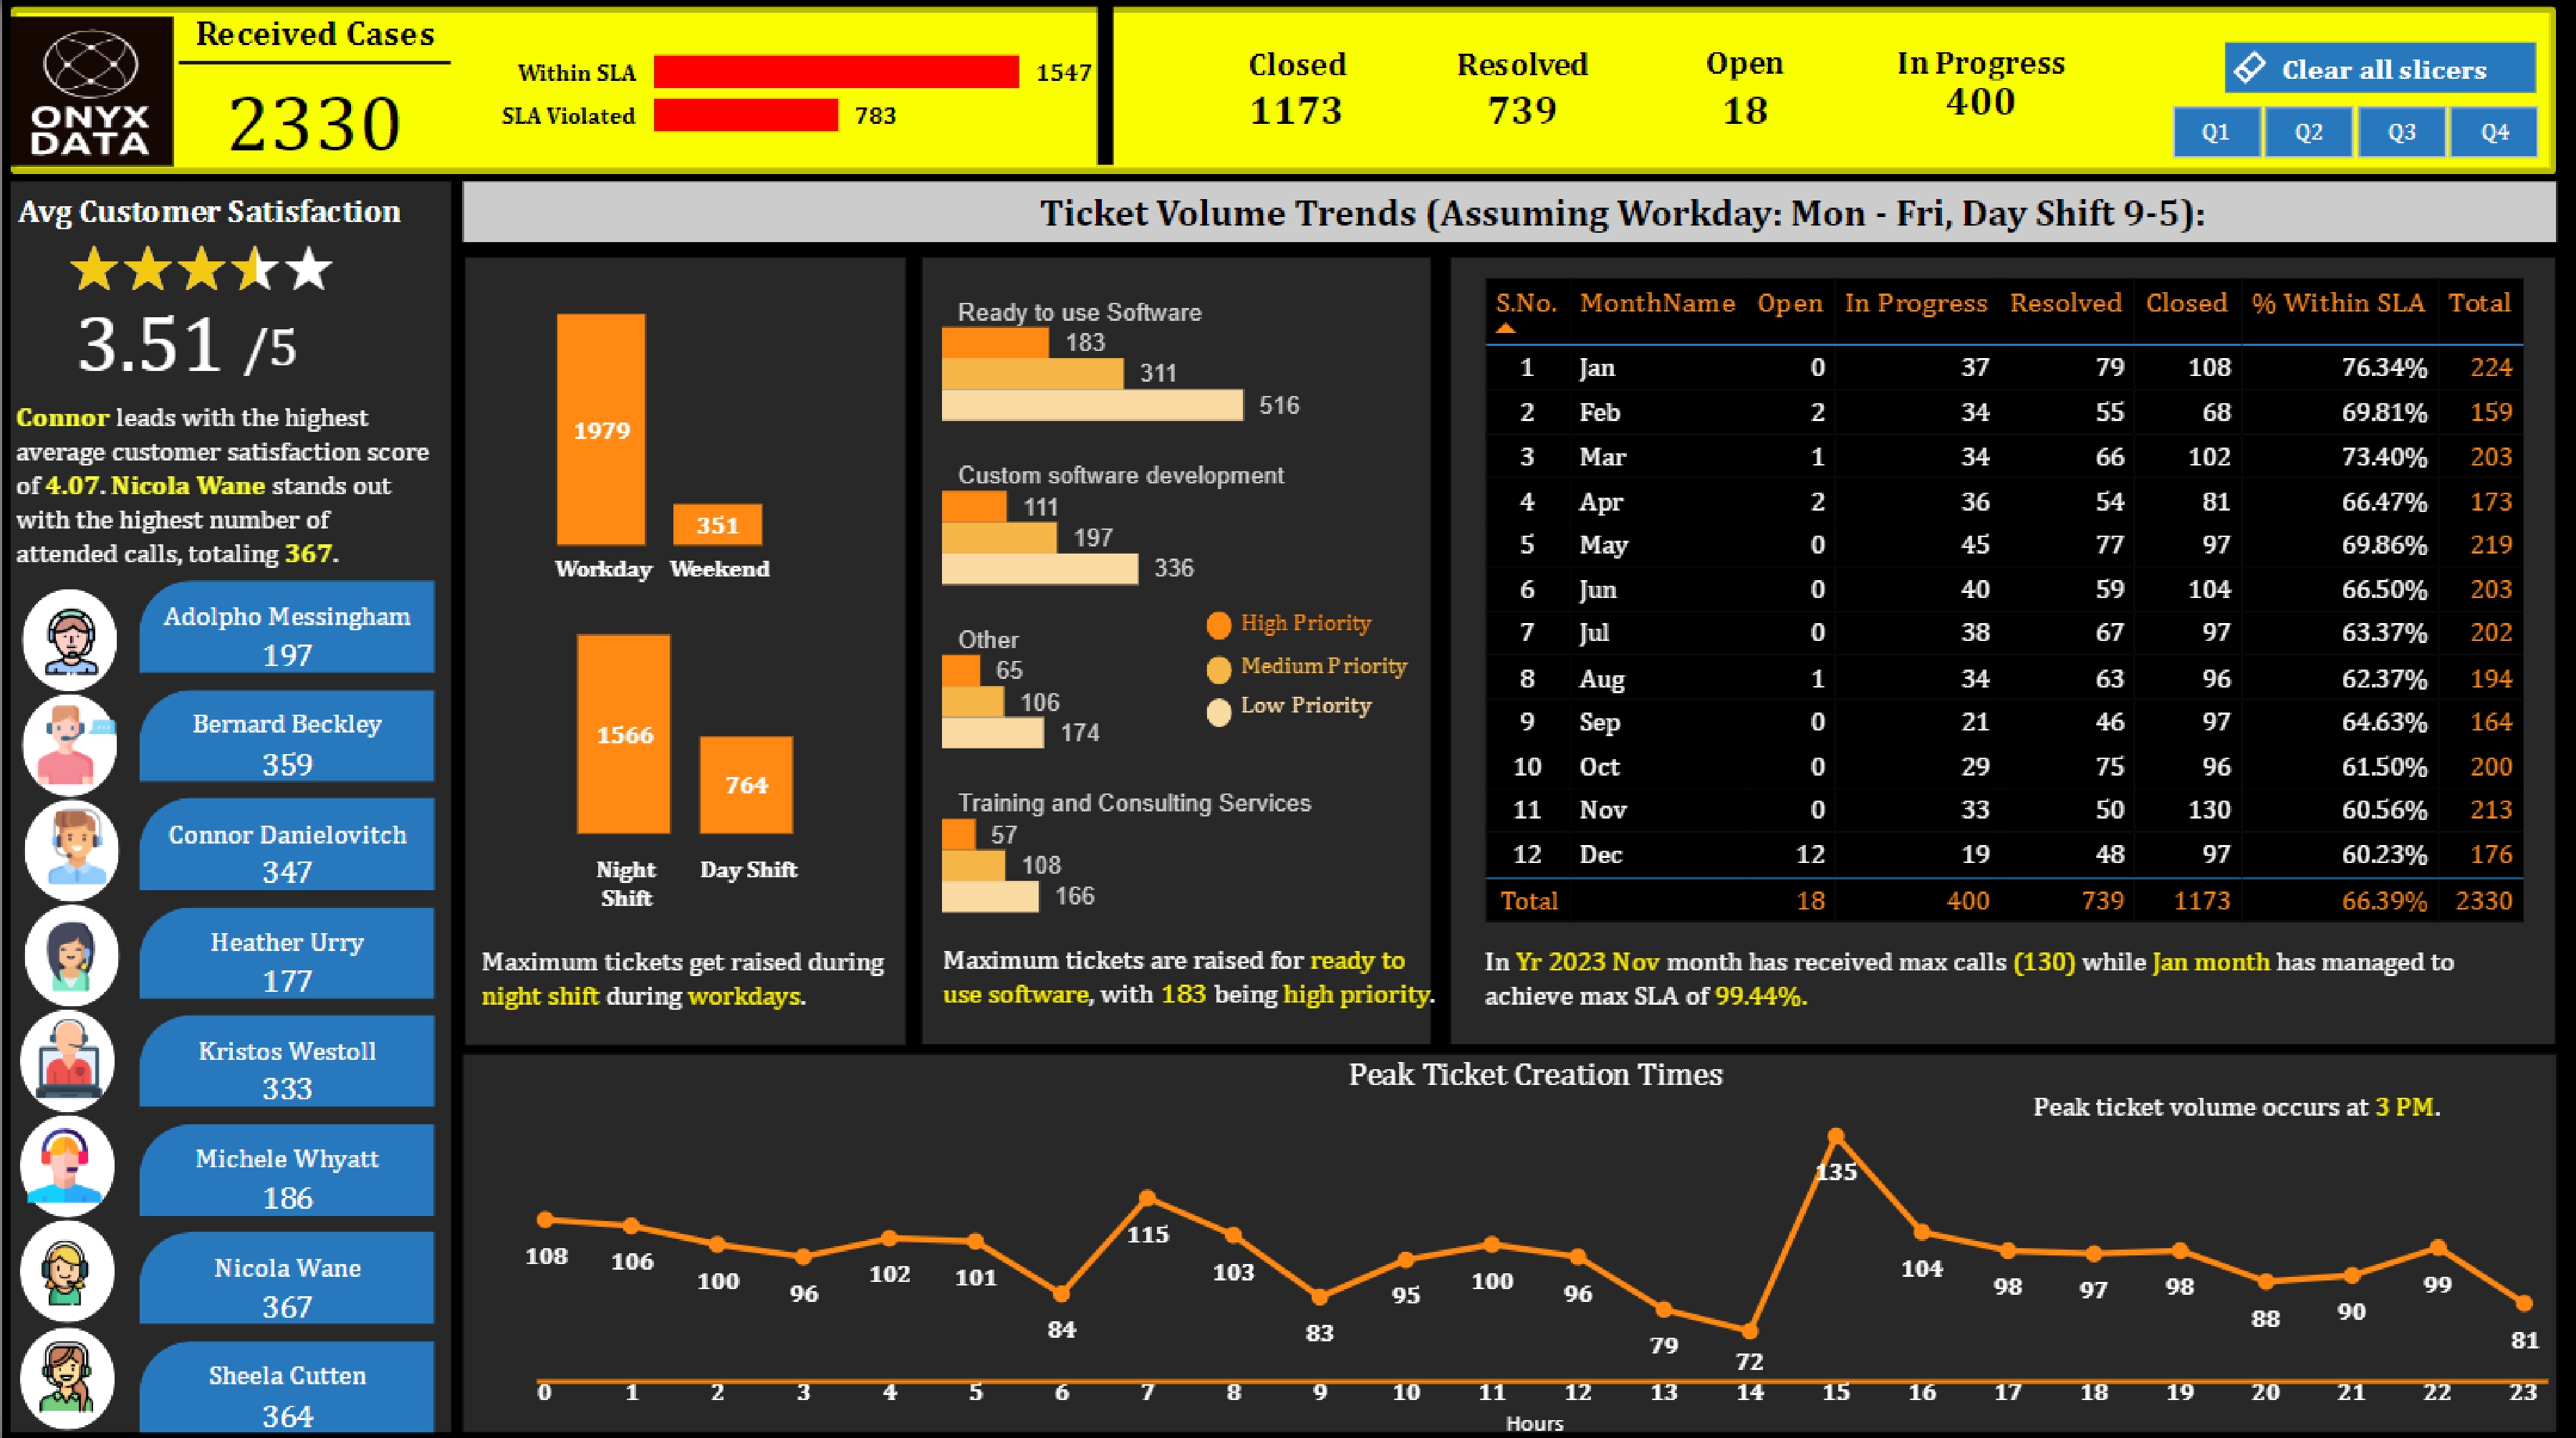 ONYX
DATA
Received Cases
2330
Within SLA 1547
SLA Violated 783
Closed
1173
Resolved
739
Open
18
In Progress
400
Clear all slicers
Q1 Q2 Q3 Q4
Avg Customer Satisfaction
3.51 /5
Connor leads with the highest
average customer satisfaction score
of 4.07. Nicola Wane stands out
with the highest number of
attended calls, totaling 367.
Adolpho Messingham
197
Bernard Beckley
359
Connor Danielovitch
347
Heather Urry
177
Kristos Westoll
333
Michele Whyatt
186
Nicola Wane
367
Sheela Cutten
364
Ticket Volume Trends (Assuming Workday: Mon - Fri, Day Shift 9-5):
1979
351
Workday Weekend
1566
764
Night
Shift
Day Shift
Maximum tickets get raised during
night shift during workdays.
Ready to use Software
183
311
516
Custom software development
111
197
336
Other
65
106
174
High Priority
Medium Priority
Low Priority
Training and Consulting Services
57
108
166
Maximum tickets are raised for ready to
use software, with 183 being high priority.
S.No. MonthName Open In Progress Resolved Closed % Within SLA Total
1 Jan 0 37 79 108 76.34% 224
2 Feb 2 34 55 68 69.81% 159
3 Mar 1 34 66 102 73.40% 203
4 Apr 2 36 54 81 66.47% 173
5 May 0 45 77 97 69.86% 219
6 Jun 0 40 59 104 66.50% 203
7 Jul 0 38 67 97 63.37% 202
8 Aug 1 34 63 96 62.37% 194
9 Sep 0 21 46 97 64.63% 164
10 Oct 0 29 75 96 61.50% 200
11 Nov 0 33 50 130 60.56% 213
12 Dec 12 19 48 97 60.23% 176
Total 18 400 739 1173 66.39% 2330
In Yr 2023 Nov month has received max calls (130) while Jan month has managed to
achieve max SLA of 99.44%.
Peak Ticket Creation Times
Peak ticket volume occurs at 3 PM.
108 106 100 96 102 101 84 115 103 83 95 100 96 79 72 135 104 98 97 98 88 90 99 81
0 1 2 3 4 5 6 7 8 9 10 11 12 13 14 15 16 17 18 19 20 21 22 23
Hours